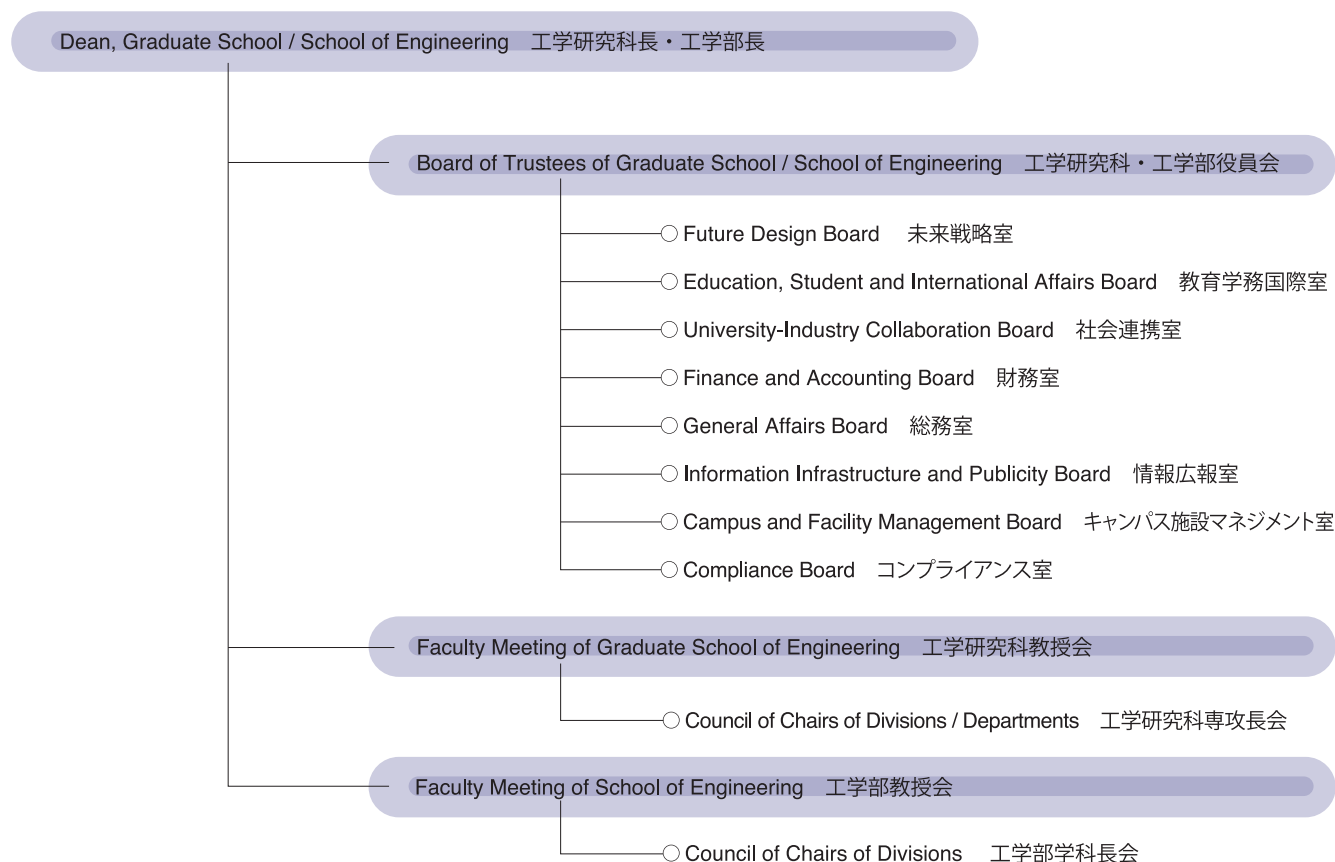 Dean, Graduate School / School of Engineering 工学研究科長・工学部長
Board of Trustees of Graduate School / School of Engineering 工学研究科・工学部役員会
Future Design Board 未来戦略室
Education, Student and International Affairs Board 教育学務国際室
University-Industry Collaboration Board 社会連携室
Finance and Accounting Board 財務室
General Affairs Board 総務室
Information Infrastructure and Publicity Board 情報広報室
Campus and Facility Management Board キャンパス施設マネジメント室
Compliance Board コンプライアンス室
Faculty Meeting of Graduate School of Engineering 工学研究科教授会
Council of Chairs of Divisions / Departments 工学研究科専攻長会
Faculty Meeting of School of Engineering 工学部教授会
Council of Chairs of Divisions 工学部学科長会